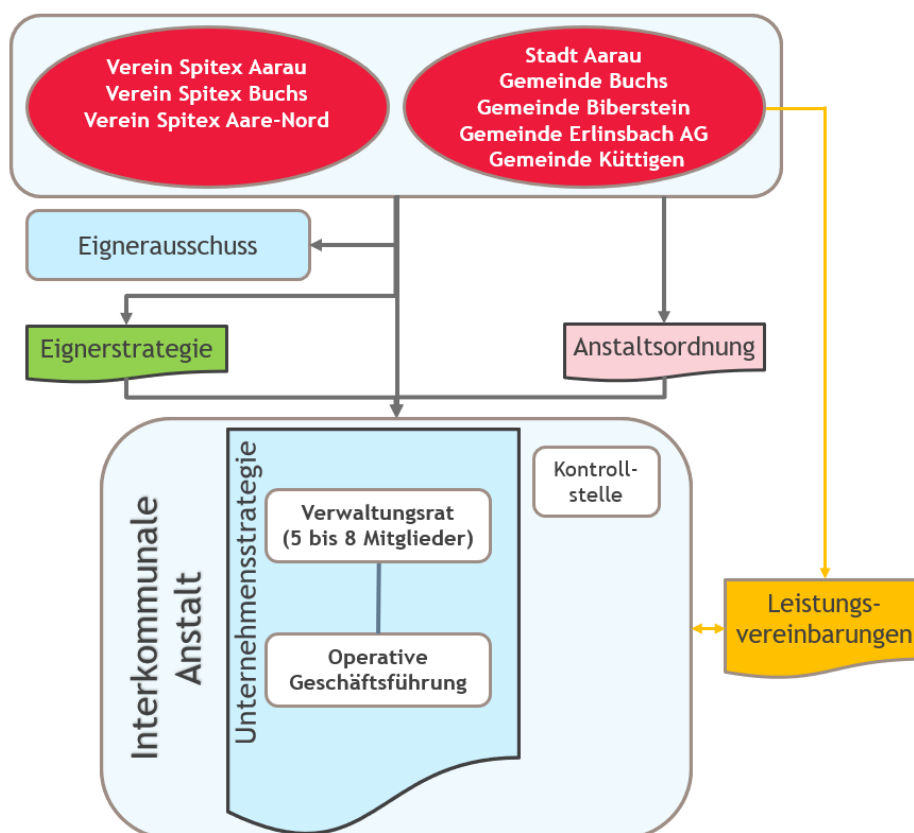 Verein Spitex Aarau
Verein Spitex Buchs
Verein Spitex Aare-Nord
Stadt Aarau
Gemeinde Buchs
Gemeinde Biberstein
Gemeinde Erlinsbach AG
Gemeinde Küttigen
Eignerausschuss
Eignerstrategie
Anstaltsordnung
Interkommunale
Anstalt
Unternehmensstrategie
Verwaltungsrat
(5 bis 8 Mitglieder)
Operative
Geschäftsführung
Kontroll-
stelle
Leistungs-
vereinbarungen